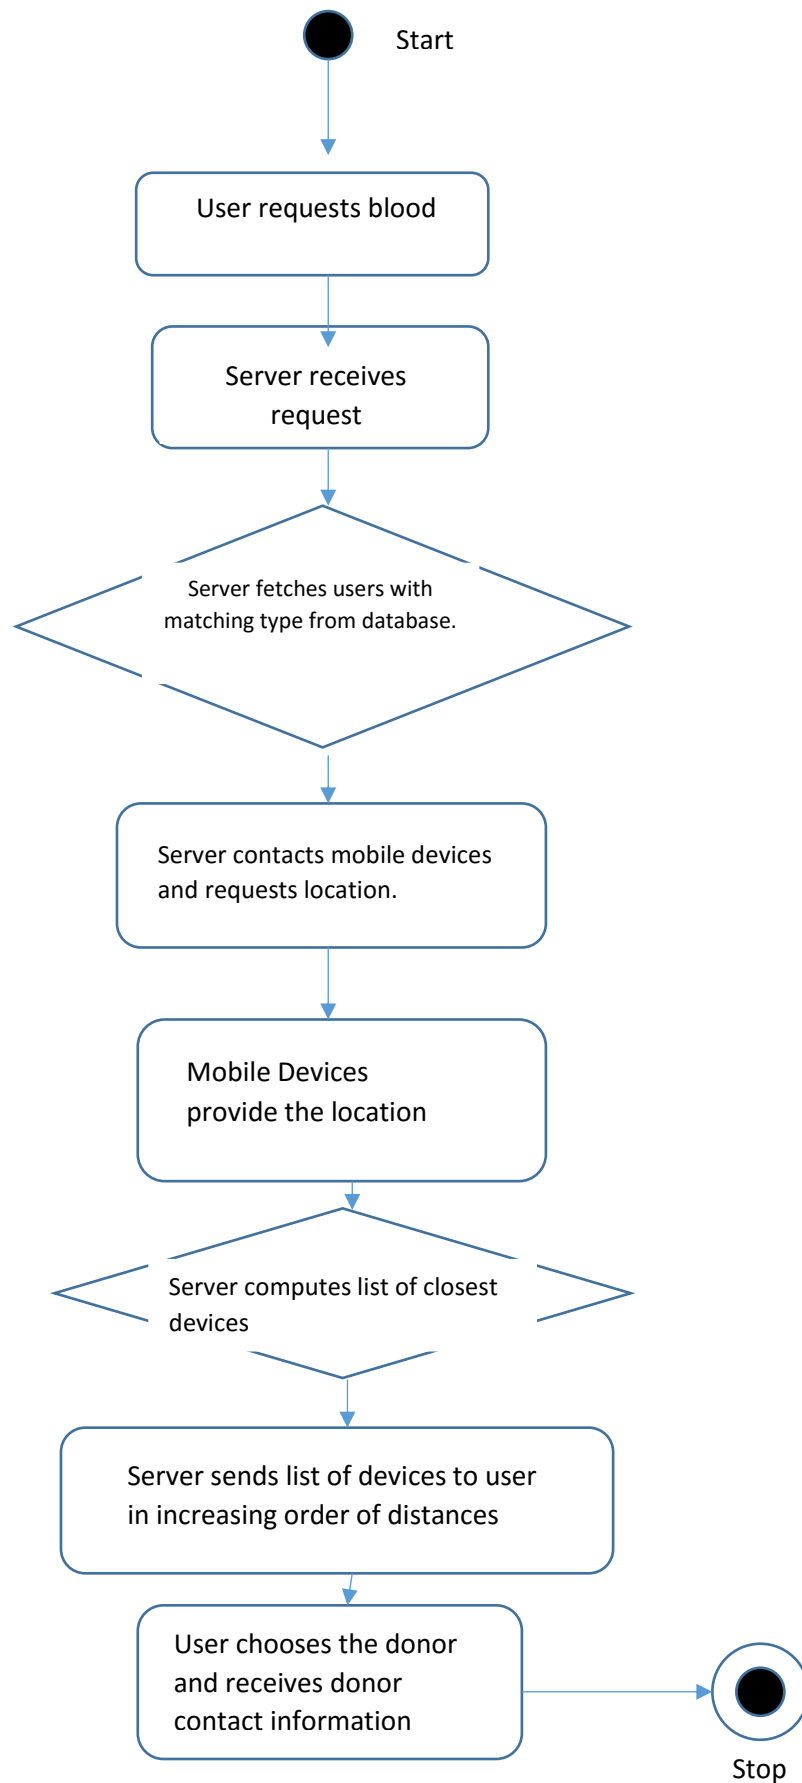 Start
User requests blood
Server receives
request
Server fetches users with
matching type from database.
Server contacts mobile devices
and requests location.
Mobile Devices
provide the location
Server computes list of closest
devices
Server sends list of devices to user
in increasing order of distances
User chooses the donor
and receives donor
contact information
Stop